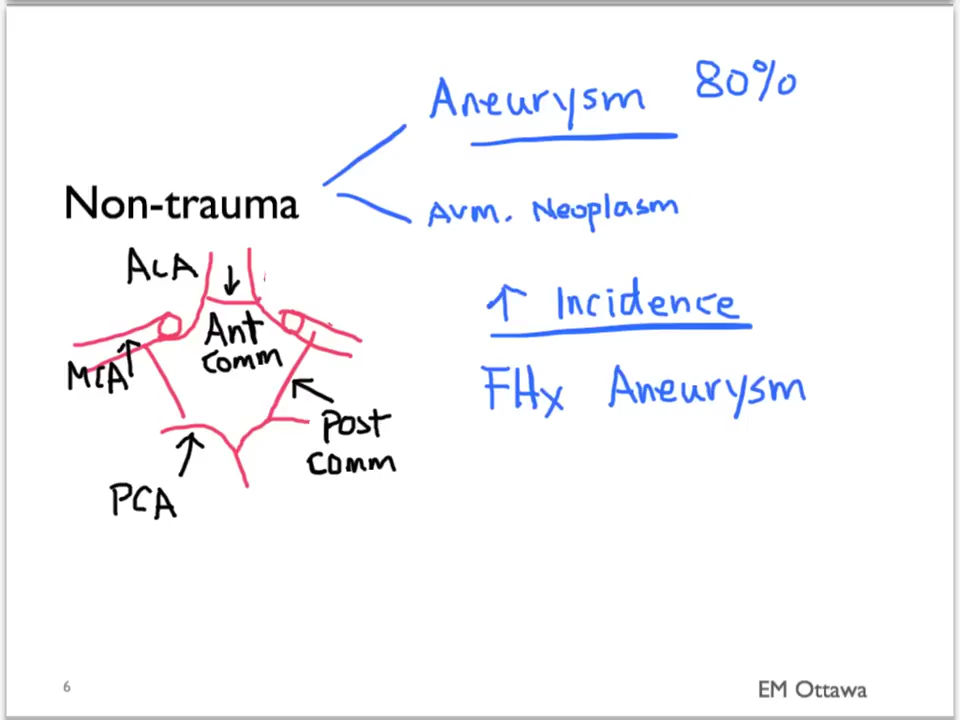 Aneurysm 80%
Non-trauma
Avm. Neoplasm
ACA
Ant
Comm
MCA
Post
Comm
PCA
↑ Incidence
FHx Aneurysm
6
EM Ottawa